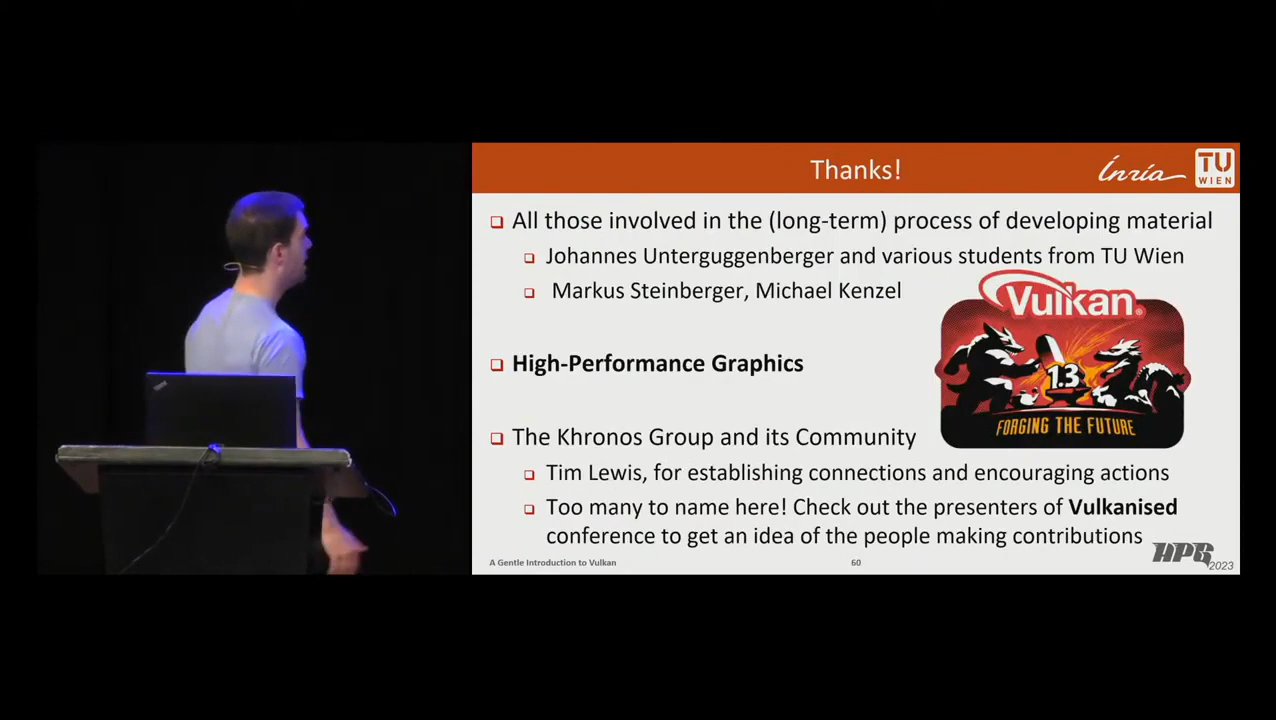 Thanks!
Inria
TU
WIEN
All those involved in the (long-term) process of developing material
Johannes Unterguggenberger and various students from TU Wien
Markus Steinberger, Michael Kenzel
Vulkan®
1.3
FORGING THE FUTURE
High-Performance Graphics
The Khronos Group and its Community
Tim Lewis, for establishing connections and encouraging actions
Too many to name here! Check out the presenters of Vulkanised
conference to get an idea of the people making contributions
A Gentle Introduction to Vulkan
60
HPG
2023